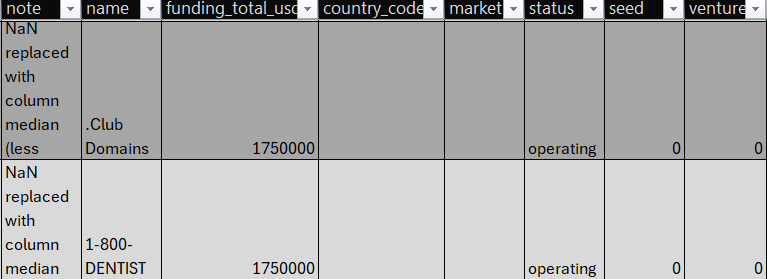 note name funding_total_usd country_code market status seed venture
NaN
replaced
with
column
median .Club
(less Domains 1750000 operating 0 0
NaN
replaced
with
column 1-800-
median DENTIST 1750000 operating 0 0